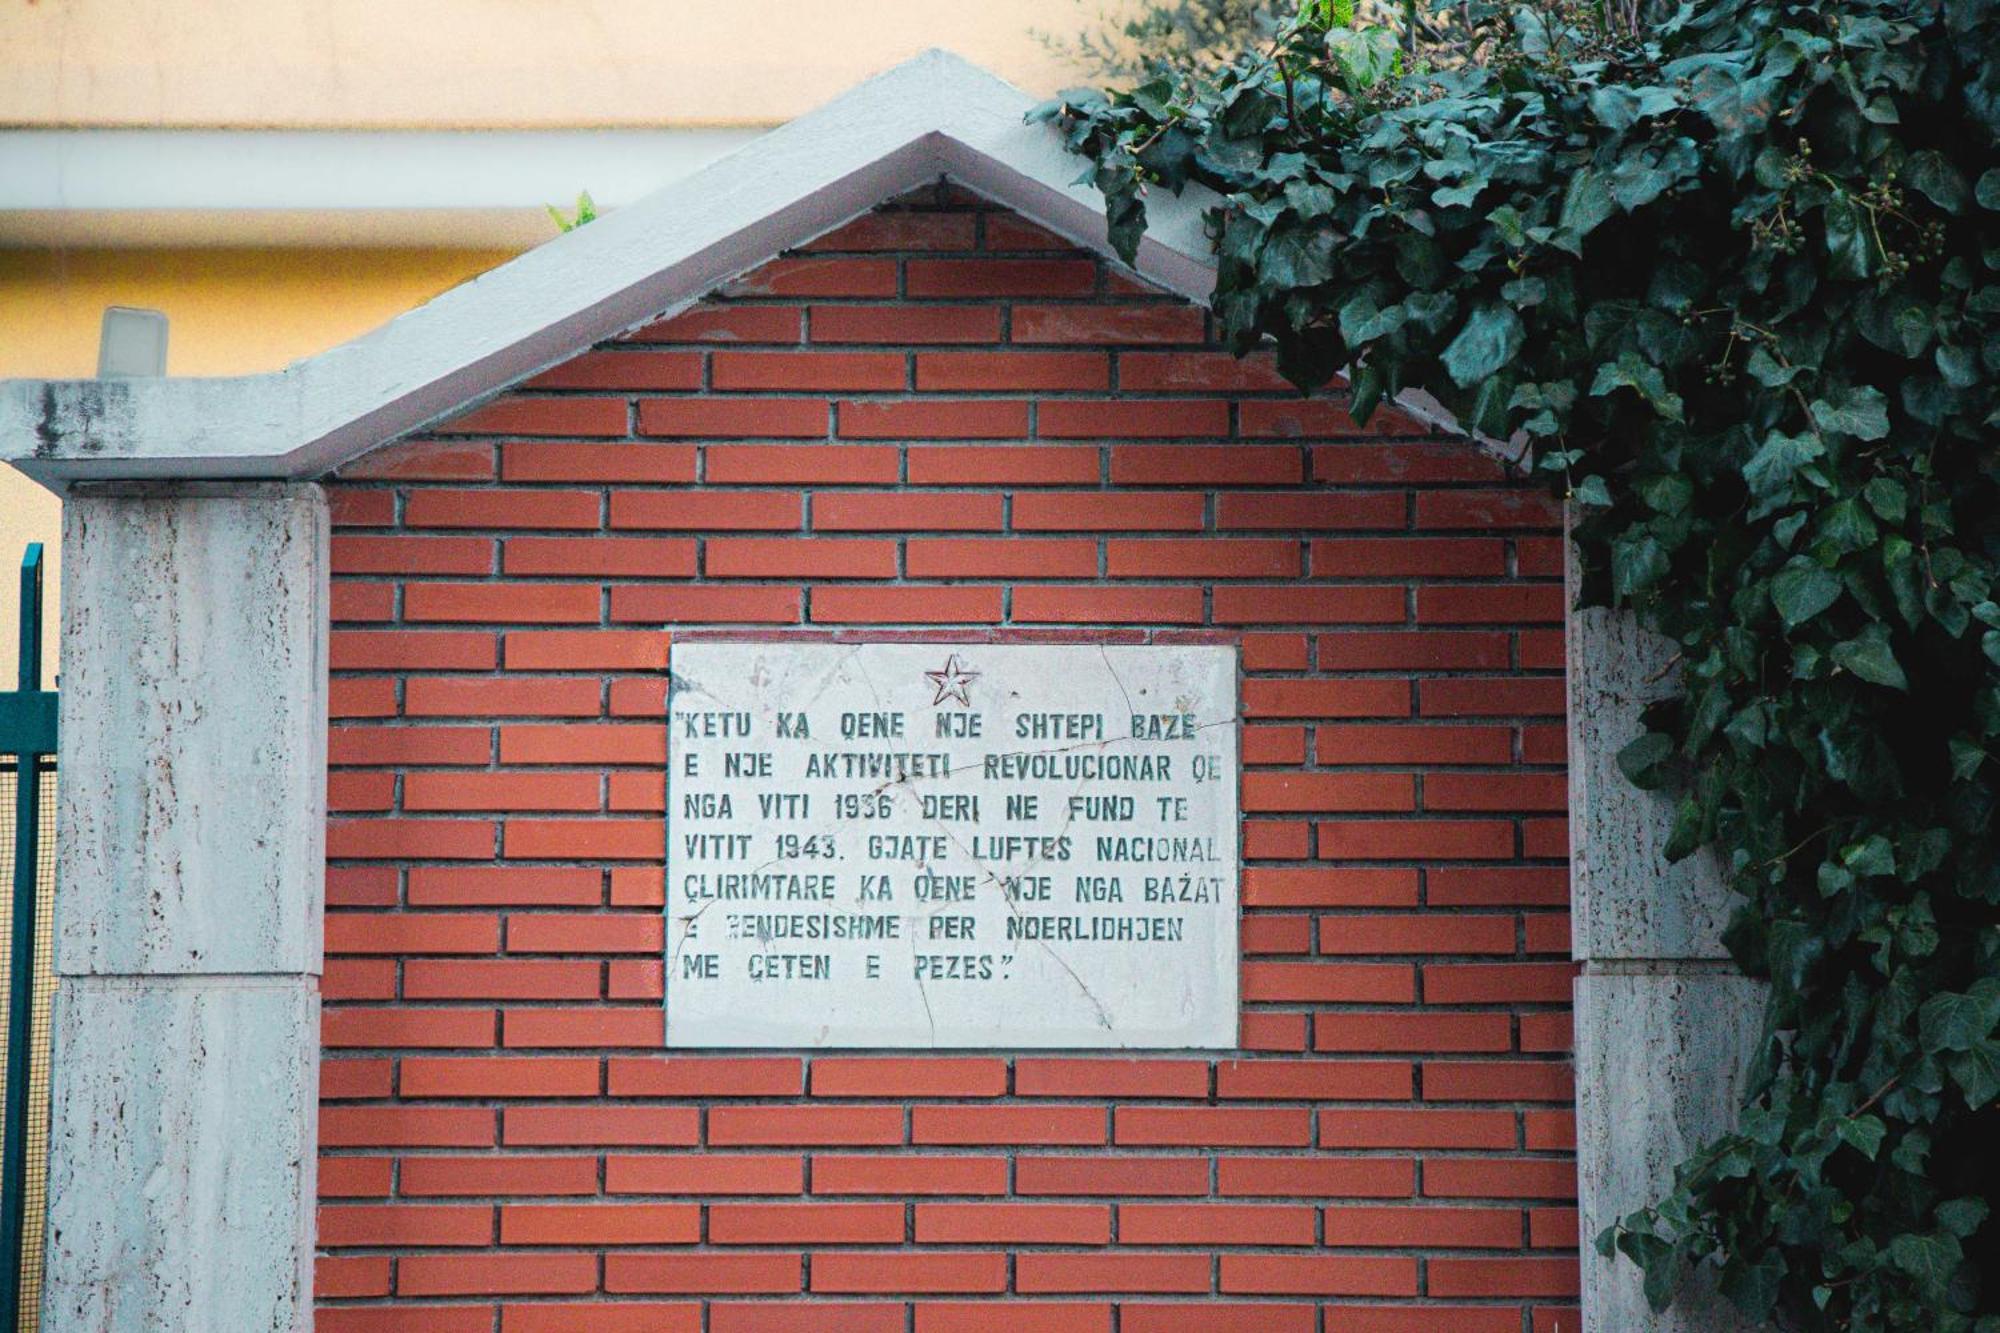 "KETU KA QENE NJE SHTEPI BAZE
E NJE AKTIVITETI REVOLUCIONAR QE
NGA VITI 1936 DERI NE FUND TE
VITIT 1943. GJATE LUFTES NACIONAL
ÇLIRIMTARE KA QENE NJE NGA BAZAT
E RENDESISHME PER NDERLIDHJEN
ME ÇETEN E PEZES".